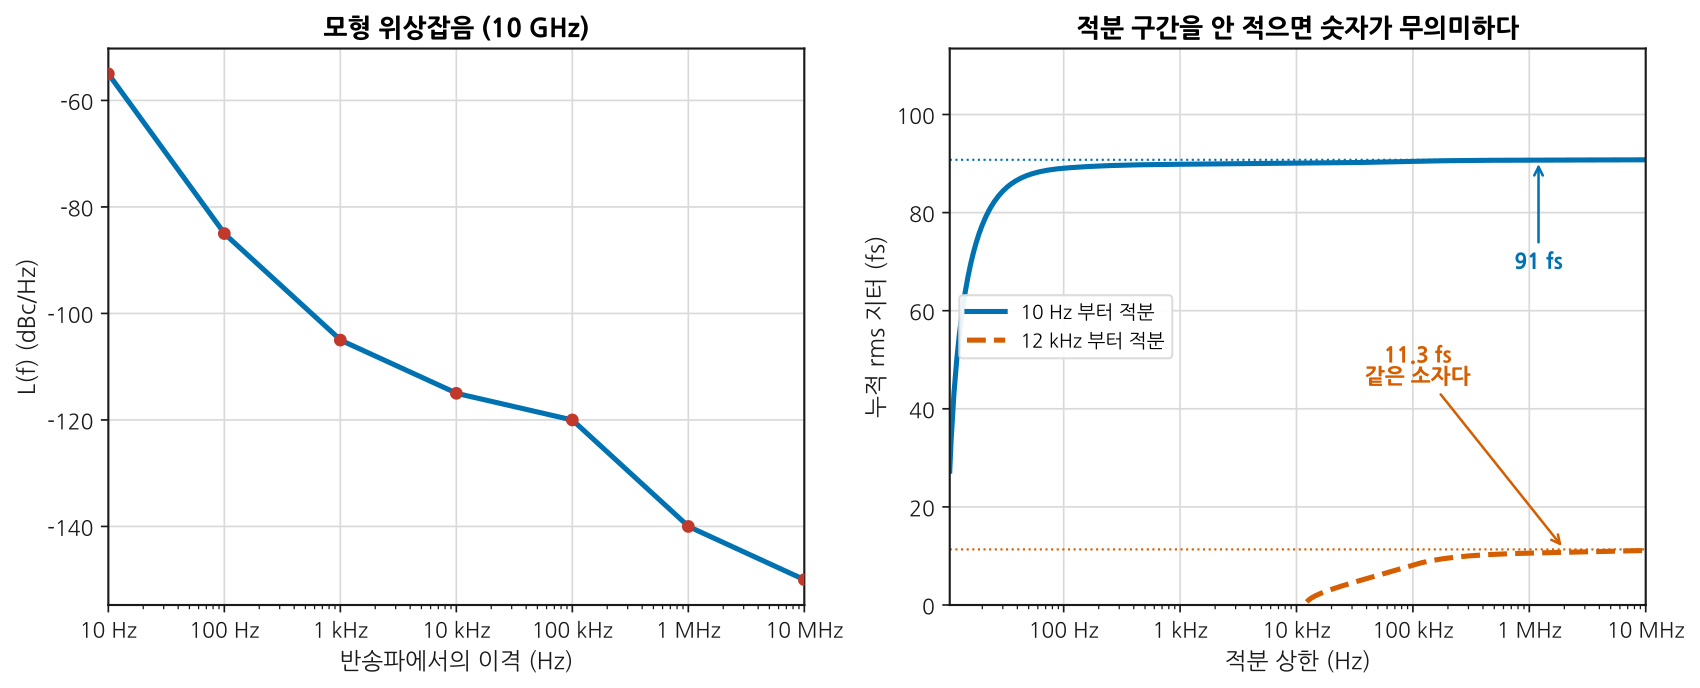 모형 위상잡음 (10 GHz)
L(f) (dBc/Hz)
-60
-80
-100
-120
-140
10 Hz
100 Hz
1 kHz
10 kHz
100 kHz
1 MHz
10 MHz
반송파에서의 이격 (Hz)
적분 구간을 안 적으면 숫자가 무의미하다
누적 rms 지터 (fs)
100
80
60
40
20
0
91 fs
10 Hz 부터 적분
12 kHz 부터 적분
11.3 fs
같은 소자다
100 Hz
1 kHz
10 kHz
100 kHz
1 MHz
10 MHz
적분 상한 (Hz)